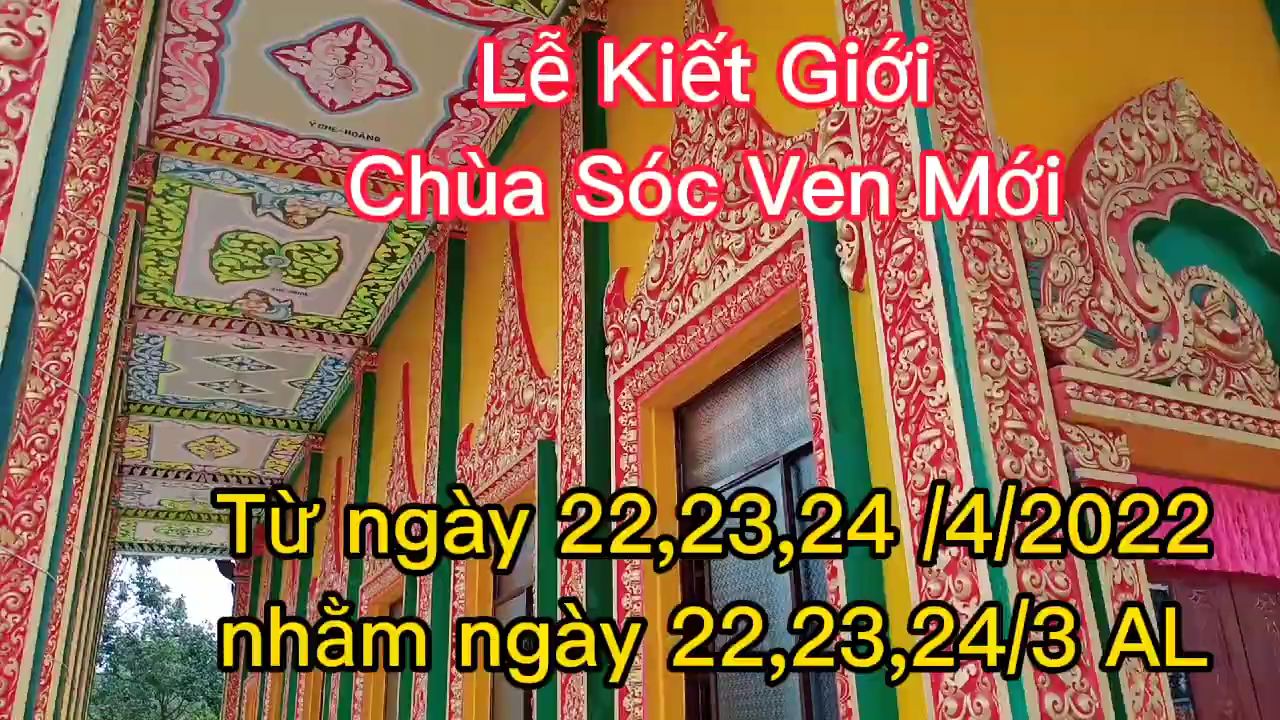 Lễ Kiết Giới
Chùa Sóc Ven Mới
Từ ngày 22,23,24 /4/2022
nhằm ngày 22,23,24/3 AL